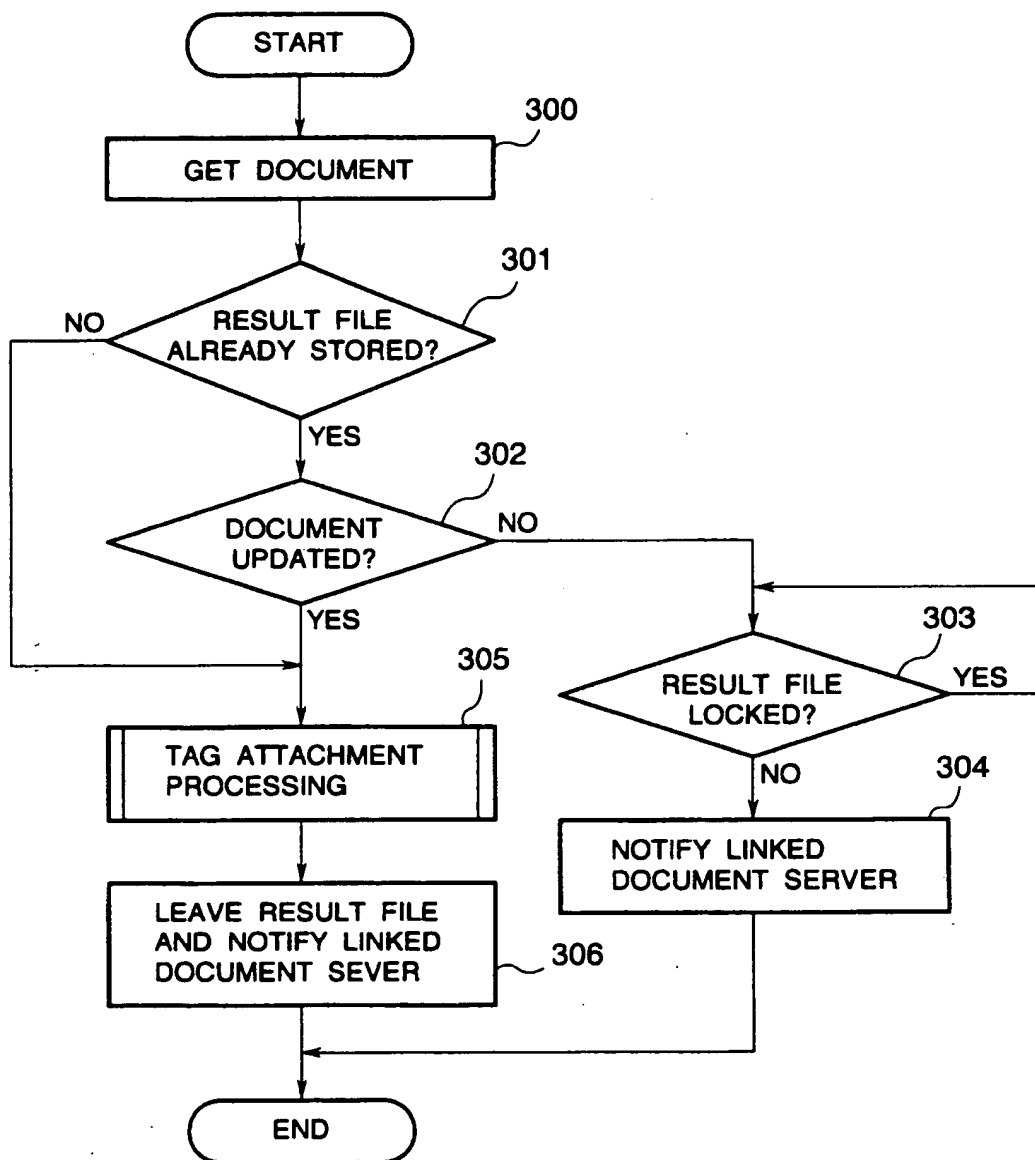 START
300
GET DOCUMENT
301
RESULT FILE
ALREADY STORED?
NO
YES
302
DOCUMENT
UPDATED?
NO
YES
303
RESULT FILE
LOCKED?
YES
NO
305
TAG ATTACHMENT
PROCESSING
304
NOTIFY LINKED
DOCUMENT SERVER
LEAVE RESULT FILE
AND NOTIFY LINKED
DOCUMENT SEVER
306
END